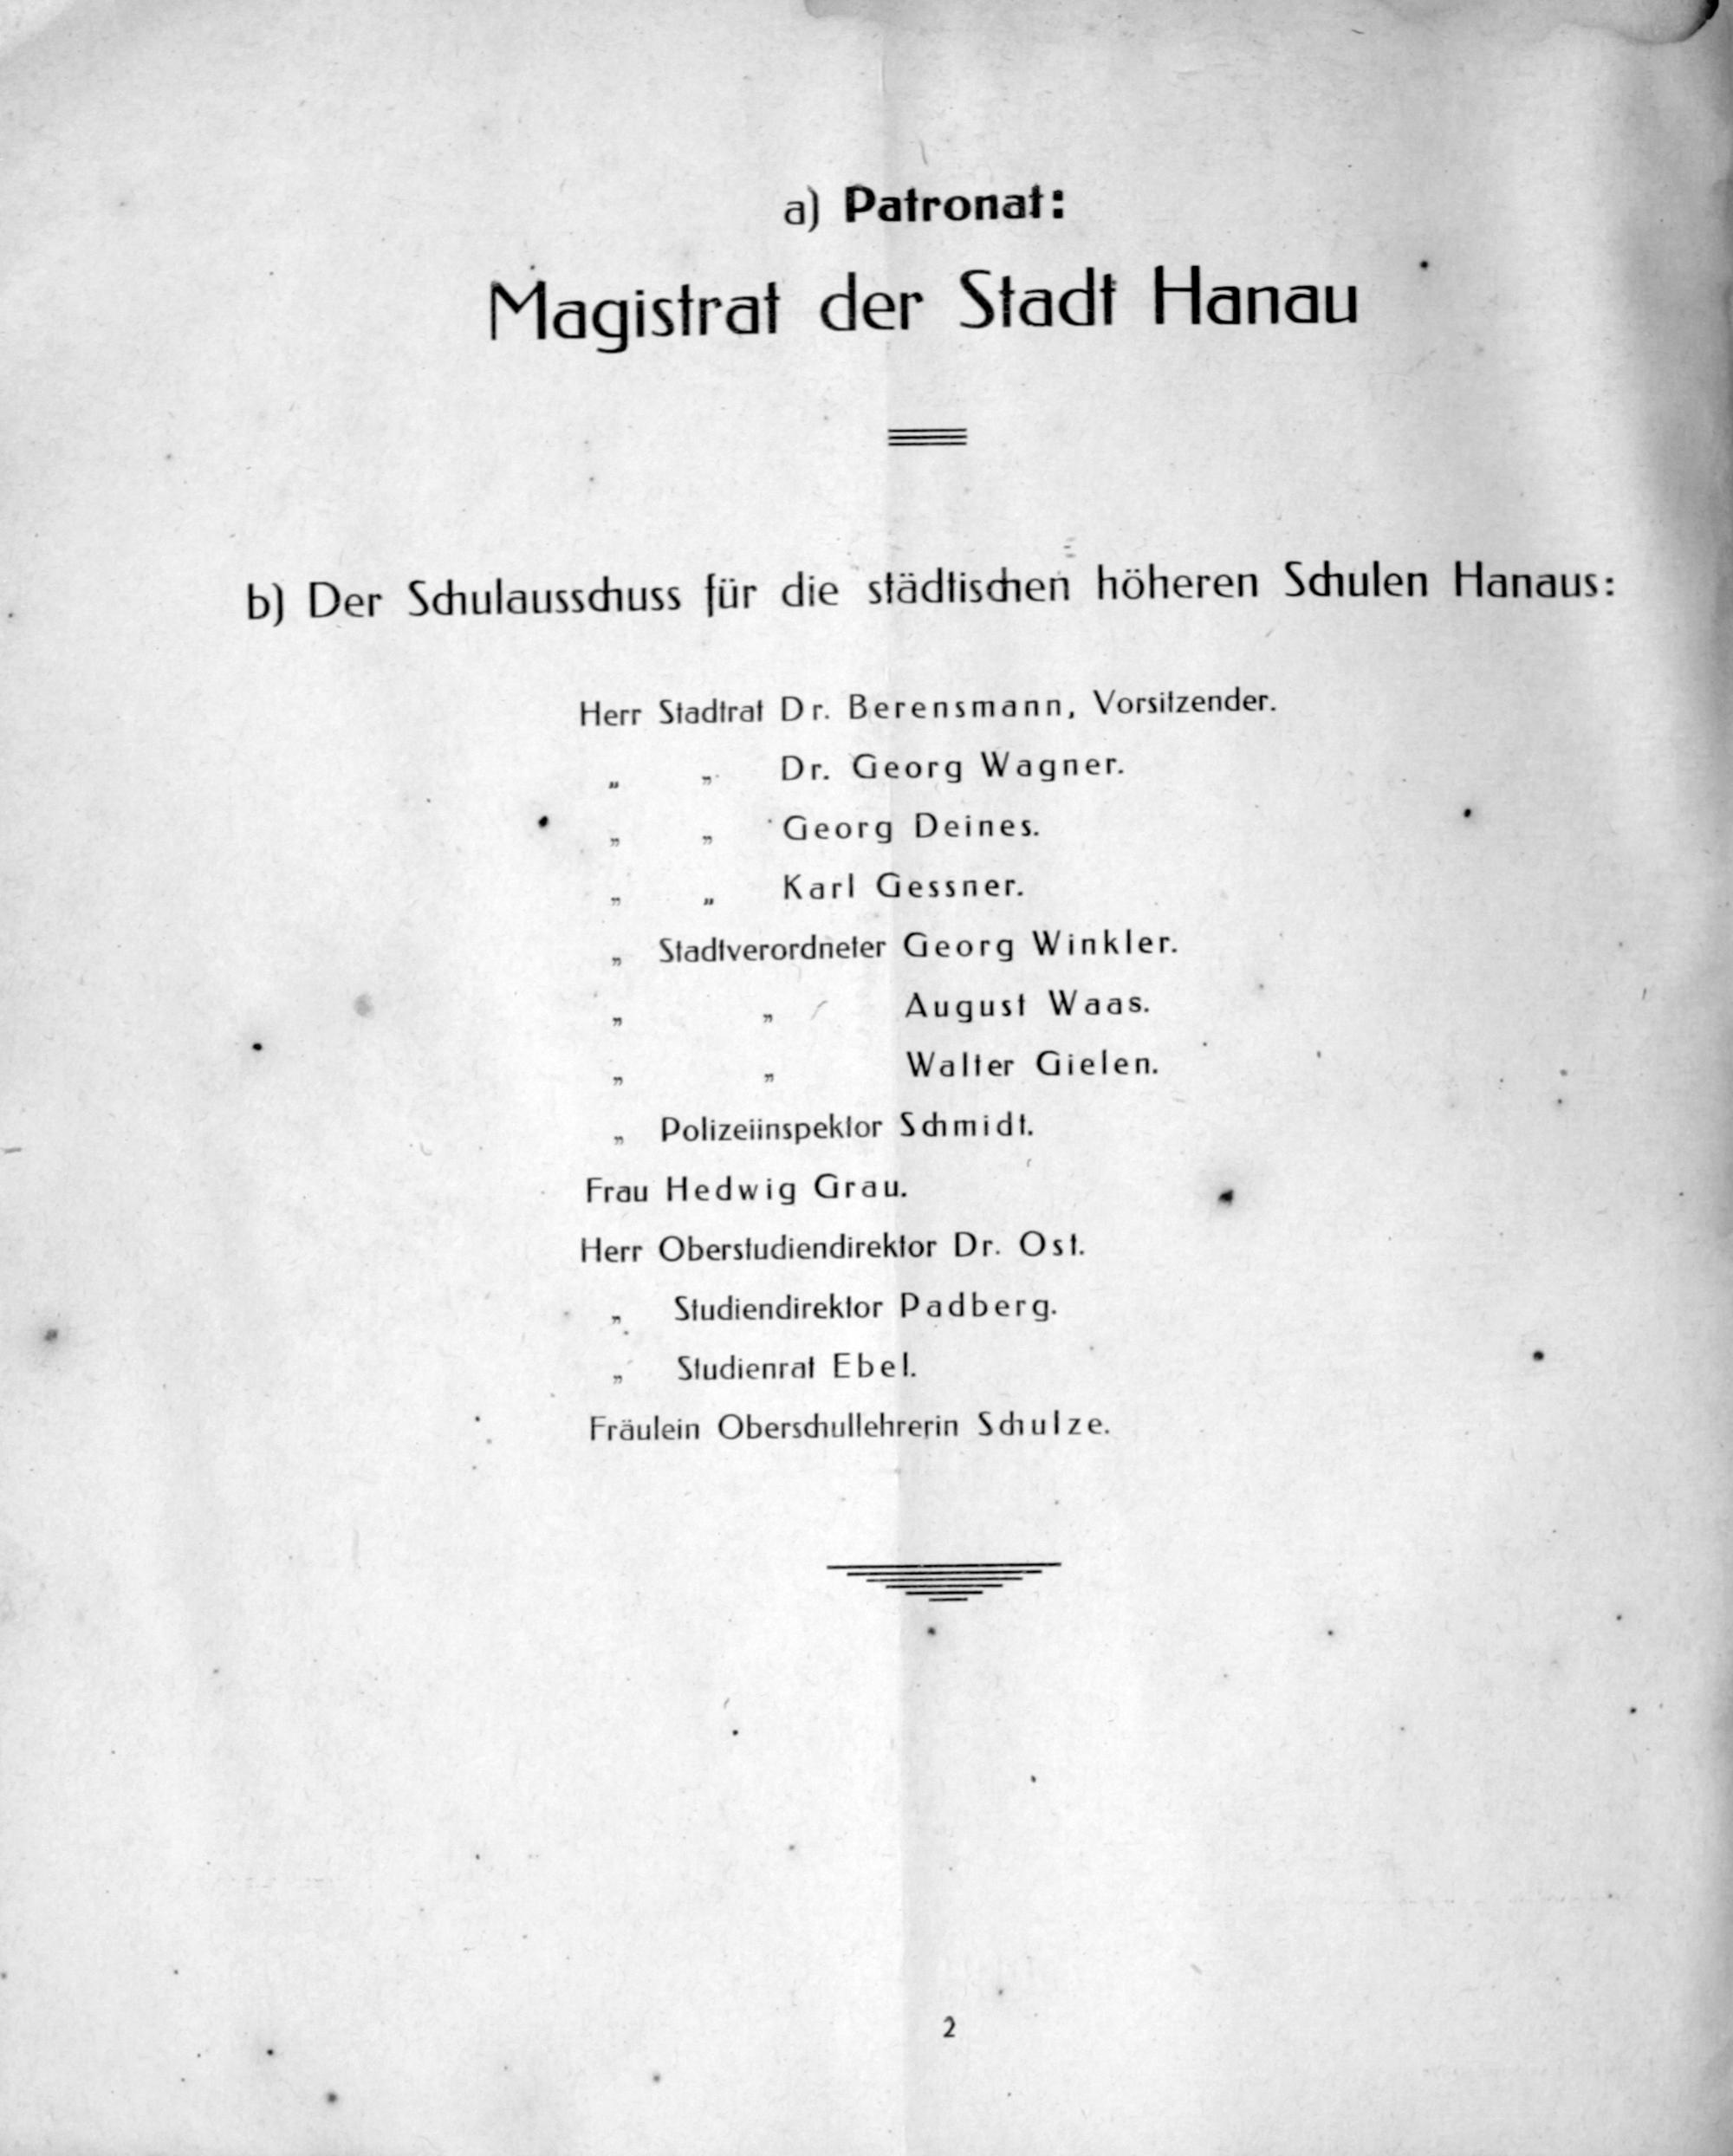 a) Patronat:
Magistrat der Stadt Hanau
b) Der Schulausschuss für die städtischen höheren Schulen Hanaus:
Herr Stadtrat Dr. Berensmann, Vorsitzender.
„ „ Dr. Georg Wagner.
„ „ Georg Deines.
„ „ Karl Gessner.
„ Stadtverordneter Georg Winkler.
„ „ August Waas.
„ „ Walter Gielen.
„ Polizeiinspektor Schmidt.
Frau Hedwig Grau.
Herr Oberstudiendirektor Dr. Ost.
„ Studiendirektor Padberg.
„ Studienrat Ebel.
Fräulein Oberschullehrerin Schulze.
2